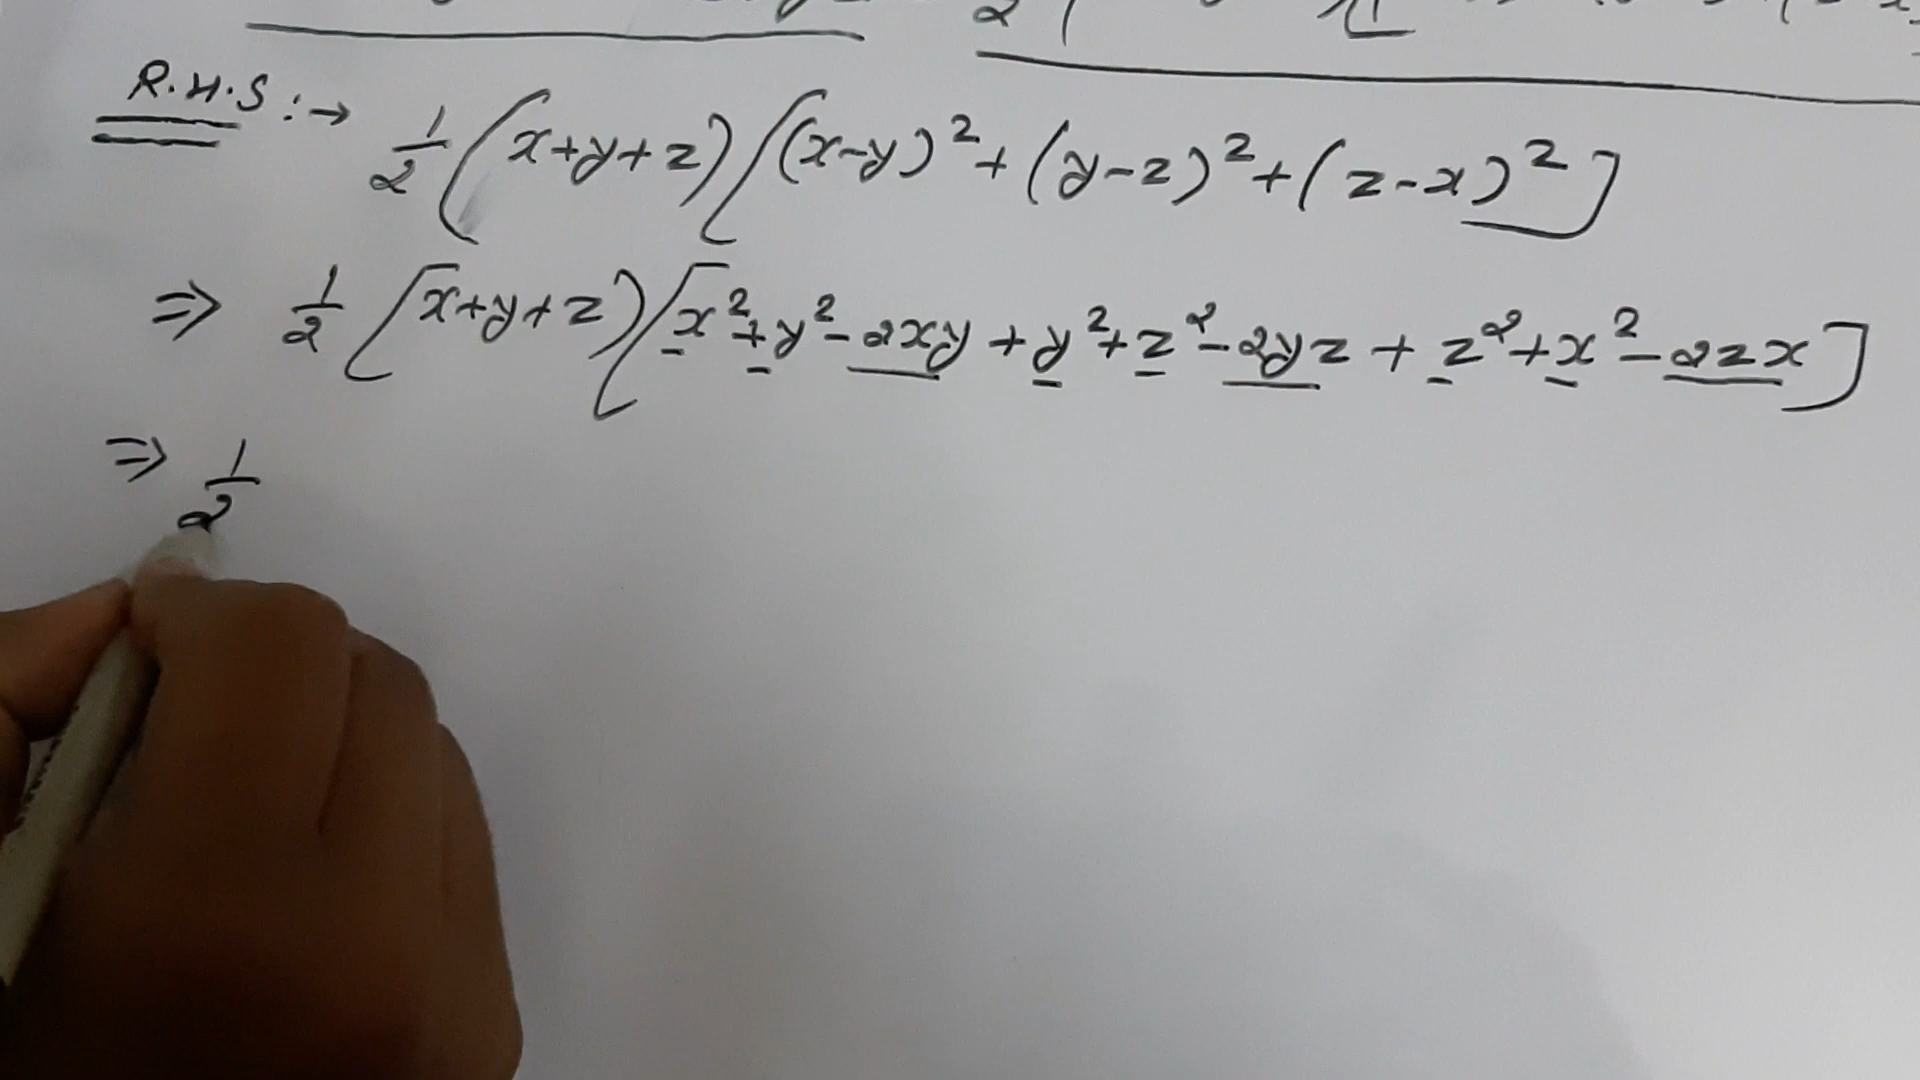 R.H.S :→ 1/2 (x+y+z) [(x-y)²+(y-z)²+(z-x)²]
⇒ 1/2 (x+y+z) [x²+y²-2xy+y²+z²-2yz+z²+x²-2zx]
⇒ 1/2